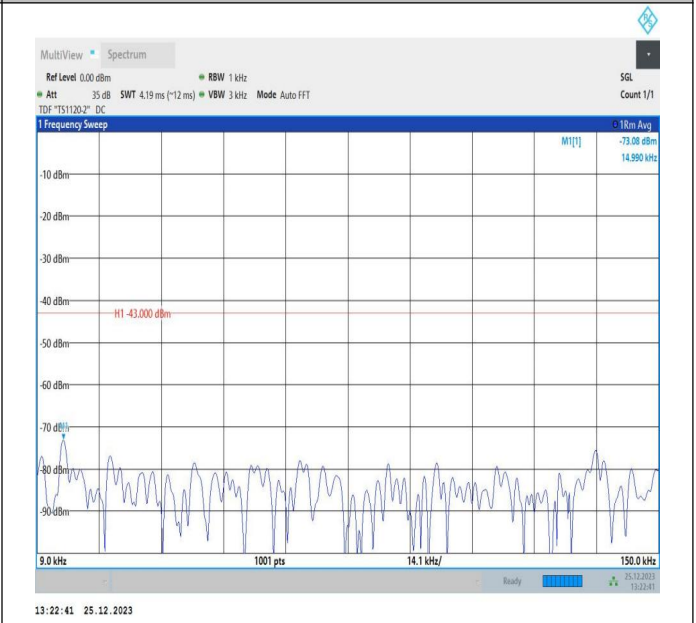 R S
MultiView Spectrum
Ref Level 0.00 dBm RBW 1 kHz SGL
Att 35 dB SWT 4.19 ms (~12 ms) VBW 3 kHz Mode Auto FFT Count 1/1
TDF "TS1120-2" DC
1 Frequency Sweep 1Rm Avg
M1[1] -73.08 dBm
14.990 kHz
-10 dBm
-20 dBm
-30 dBm
-40 dBm
H1 -43.000 dBm
-50 dBm
-60 dBm
-70 dBm
-80 dBm
-90 dBm
9.0 kHz 1001 pts 14.1 kHz/ 150.0 kHz
Ready 25.12.2023
13:22:41
13:22:41 25.12.2023